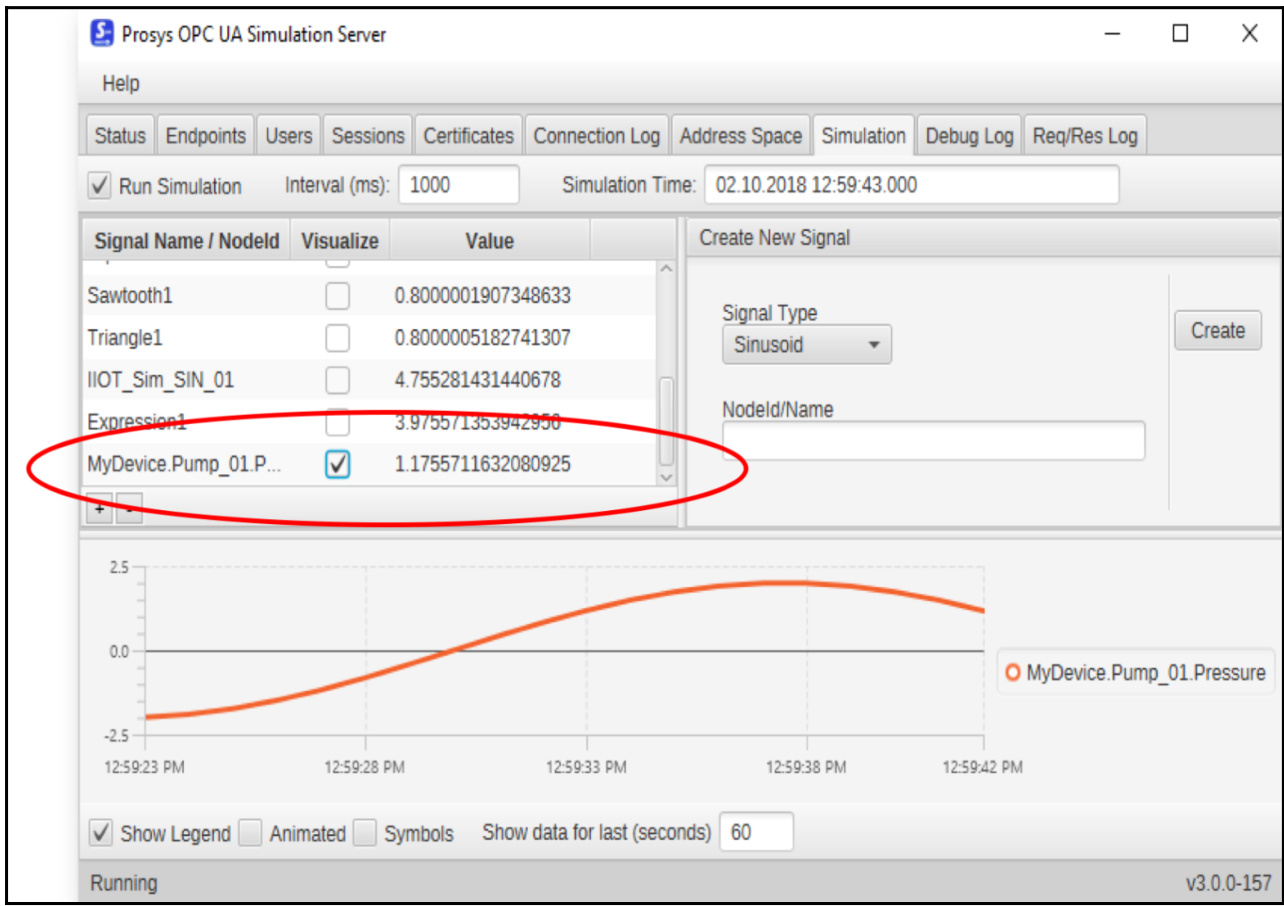 Prosys OPC UA Simulation Server
Help
Status Endpoints Users Sessions Certificates Connection Log Address Space Simulation Debug Log Req/Res Log
Run Simulation Interval (ms): 1000 Simulation Time: 02.10.2018 12:59:43.000
Signal Name / NodeId Visualize Value
Sawtooth1 0.8000001907348633
Triangle1 0.8000005182741307
IIOT_Sim_SIN_01 4.755281431440678
Expression1 3.975571353942956
MyDevice.Pump_01.P... 1.1755711632080925
+ -
Create New Signal
Signal Type
Sinusoid
Create
NodeId/Name
2.5
0.0
-2.5
12:59:23 PM 12:59:28 PM 12:59:33 PM 12:59:38 PM 12:59:42 PM
MyDevice.Pump_01.Pressure
Show Legend Animated Symbols Show data for last (seconds) 60
Running v3.0.0-157